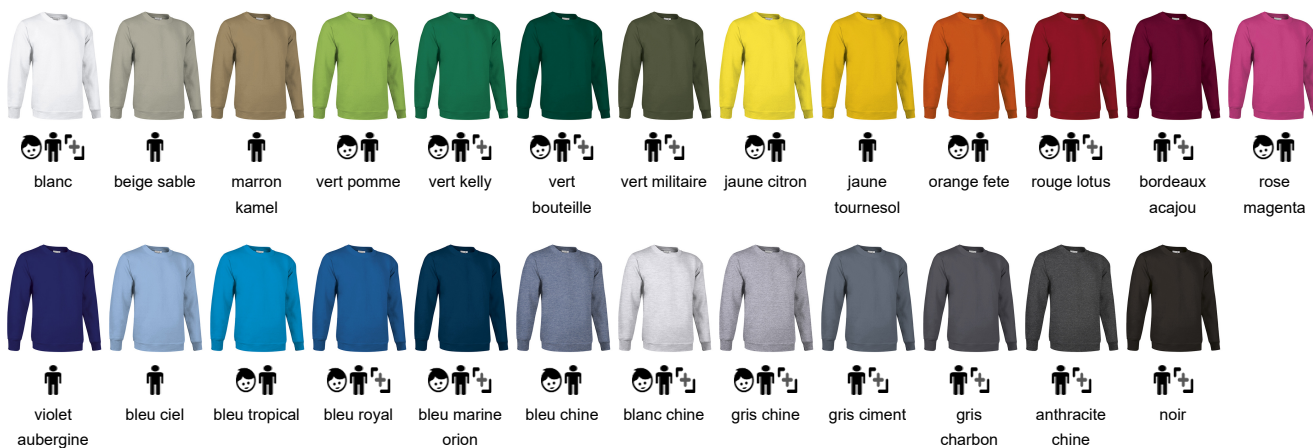 blanc
beige sable
marron
kamel
vert pomme
vert kelly
vert
bouteille
vert militaire
jaune citron
jaune
tournesol
orange fete
rouge lotus
bordeaux
acajou
rose
magenta
violet
aubergine
bleu ciel
bleu tropical
bleu royal
bleu marine
orion
bleu chine
blanc chine
gris chine
gris ciment
gris
charbon
anthracite
chine
noir